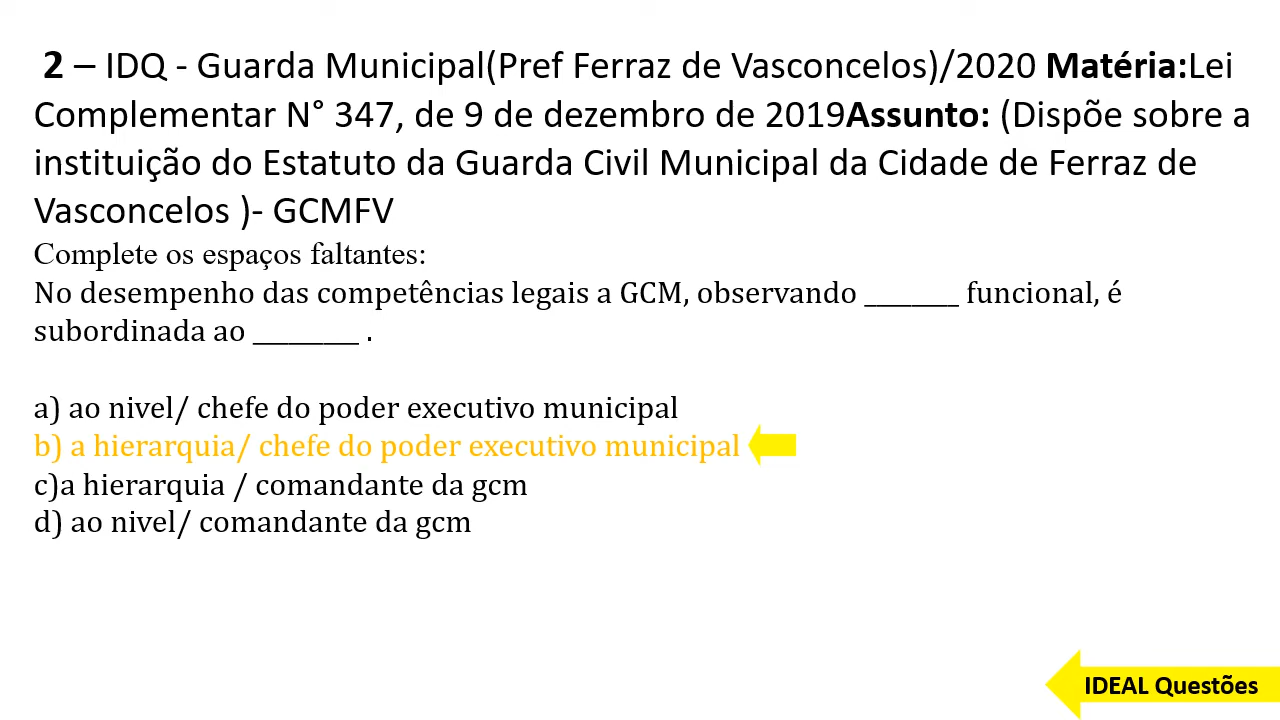 2 – IDQ - Guarda Municipal(Pref Ferraz de Vasconcelos)/2020 Matéria:Lei
Complementar N° 347, de 9 de dezembro de 2019Assunto: (Dispõe sobre a
instituição do Estatuto da Guarda Civil Municipal da Cidade de Ferraz de
Vasconcelos )- GCMFV
Complete os espaços faltantes:
No desempenho das competências legais a GCM, observando _______ funcional, é
subordinada ao ________ .
a) ao nivel/ chefe do poder executivo municipal
b) a hierarquia/ chefe do poder executivo municipal
c)a hierarquia / comandante da gcm
d) ao nivel/ comandante da gcm
IDEAL Questões